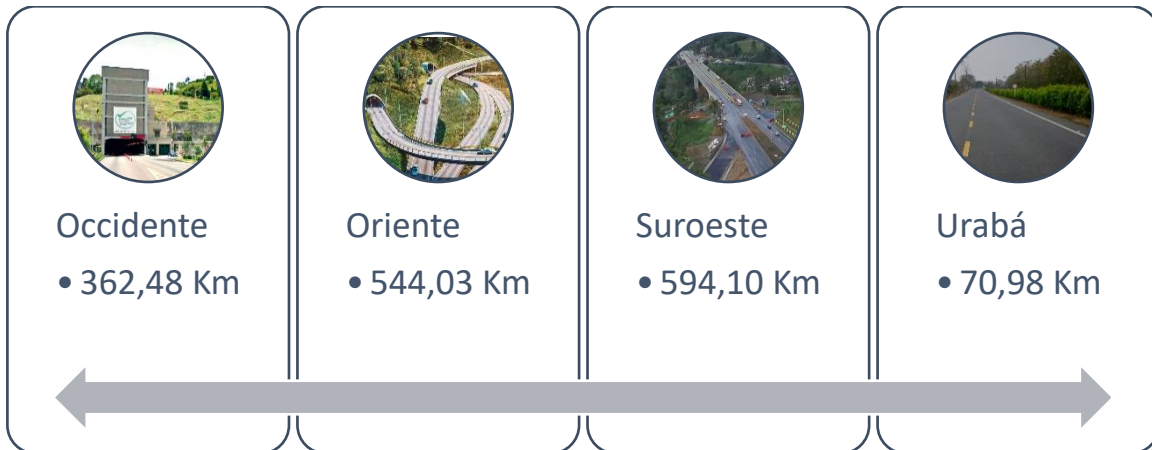 Occidente
• 362,48 Km
Oriente
• 544,03 Km
Suroeste
• 594,10 Km
Urabá
• 70,98 Km